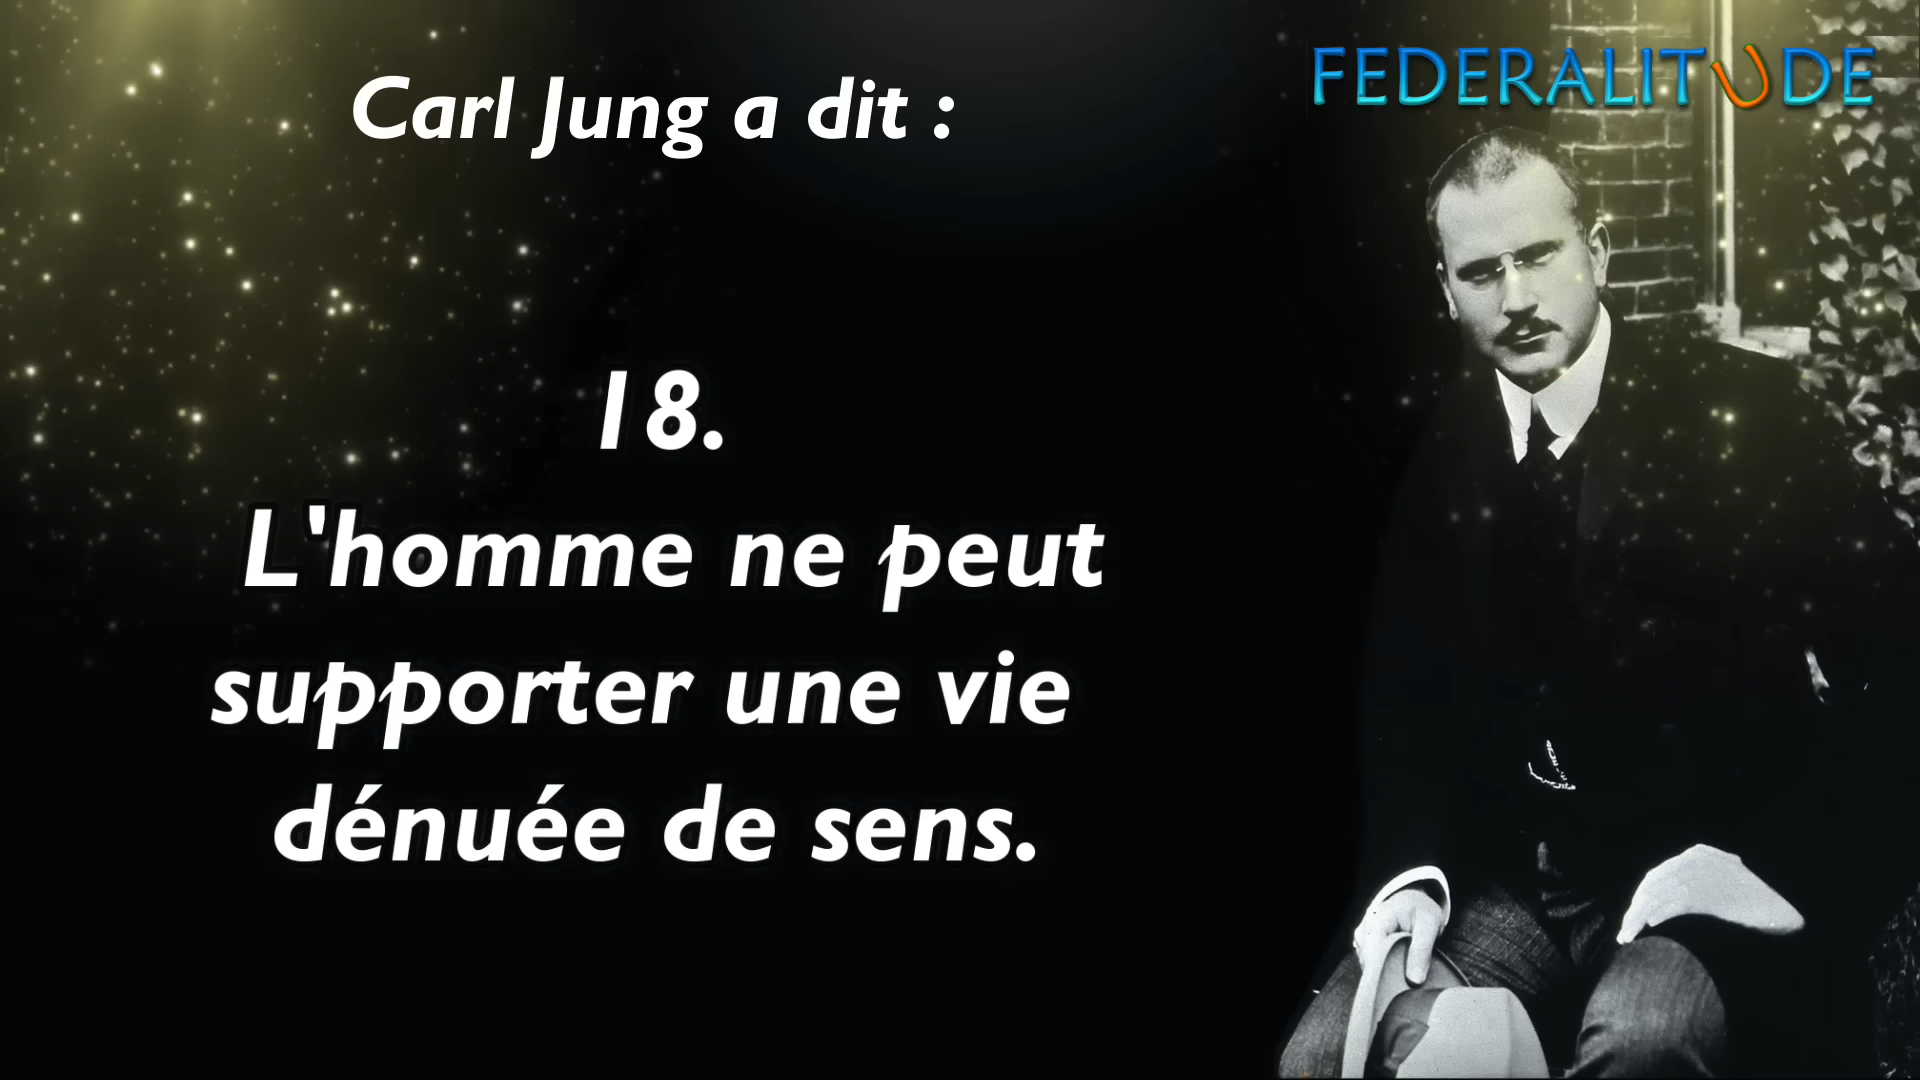 FEDERALITUDE
Carl Jung a dit :
18.
L'homme ne peut
supporter une vie
dénuée de sens.